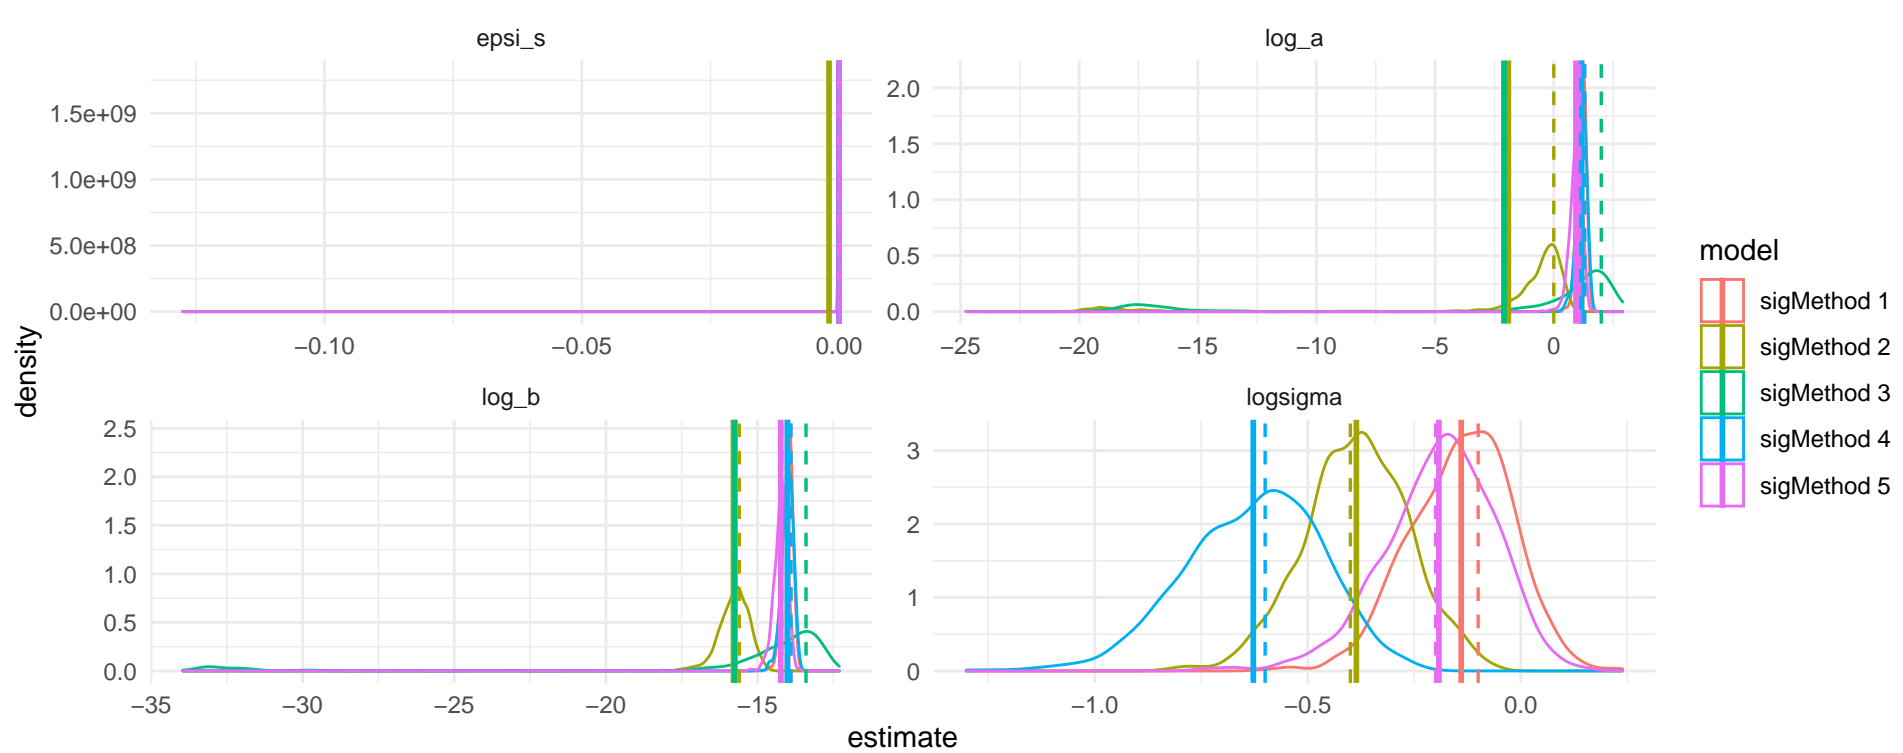 epsi_s
log_a
1.5e+09
1.0e+09
5.0e+08
0.0e+00
−0.10
−0.05
0.00
2.0
1.5
1.0
0.5
0.0
−25
−20
−15
−10
−5
0
log_b
logsigma
2.5
2.0
1.5
1.0
0.5
0.0
−35
−30
−25
−20
−15
3
2
1
0
−1.0
−0.5
0.0
density
estimate
model
sigMethod 1
sigMethod 2
sigMethod 3
sigMethod 4
sigMethod 5